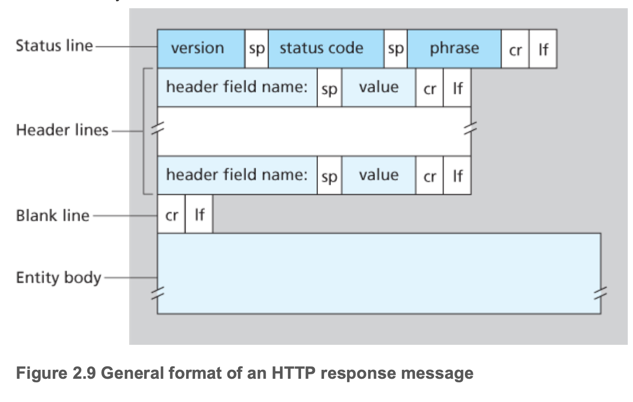 Status line
version sp status code sp phrase cr lf
header field name: sp value cr lf
Header lines
header field name: sp value cr lf
Blank line
cr lf
Entity body
Figure 2.9 General format of an HTTP response message